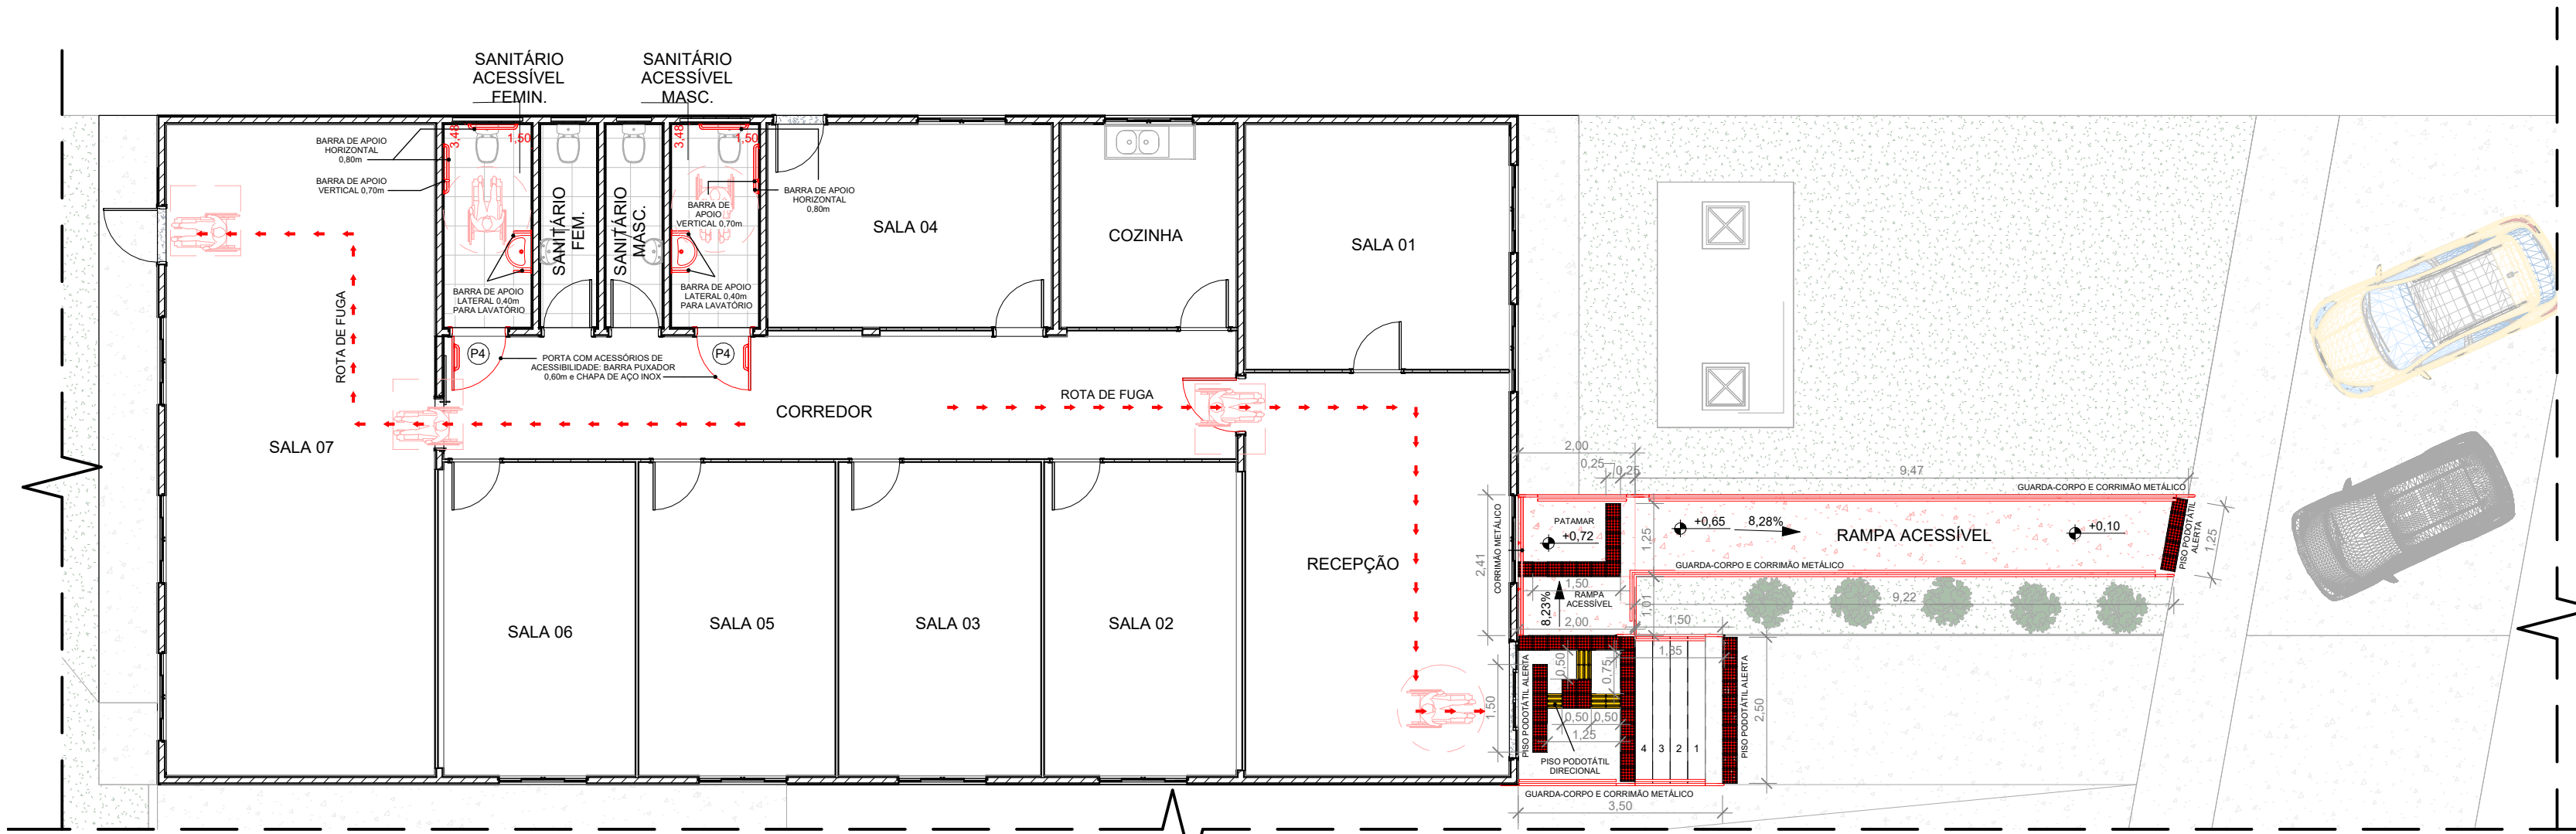 SANITÁRIO
ACESSÍVEL
FEMIN.
SANITÁRIO
ACESSÍVEL
MASC.
BARRA DE APOIO
HORIZONTAL
0,80m
BARRA DE APOIO
VERTICAL 0,70m
3,48
1,50
3,48
1,50
SANITÁRIO
FEM.
SANITÁRIO
MASC.
BARRA DE
APOIO
VERTICAL 0,70m
BARRA DE APOIO
HORIZONTAL
0,80m
BARRA DE APOIO
LATERAL 0,40m
PARA LAVATÓRIO
BARRA DE APOIO
LATERAL 0,40m
PARA LAVATÓRIO
SALA 04
COZINHA
SALA 01
ROTA DE FUGA
P4
PORTA COM ACESSÓRIOS DE
ACESSIBILIDADE: BARRA PUXADOR
0,60m e CHAPA DE AÇO INOX
P4
ROTA DE FUGA
CORREDOR
SALA 07
SALA 06
SALA 05
SALA 03
SALA 02
RECEPÇÃO
2,00
0,25
0,25
9,47
GUARDA-CORPO E CORRIMÃO METÁLICO
CORRIMÃO METÁLICO
2,41
PATAMAR
+0,72
1,25
+0,65
8,28%
RAMPA ACESSÍVEL
+0,10
PISO PODOTÁTIL
ALERTA
1,25
GUARDA-CORPO E CORRIMÃO METÁLICO
1,50
RAMPA
ACESSÍVEL
8,23%
1,01
9,22
2,00
1,50
1,35
PISO PODOTÁTIL ALERTA
0,50
0,75
1,50
0,50
0,50
1,25
PISO PODOTÁTIL
DIRECIONAL
4 3 2 1
PISO PODOTÁTIL ALERTA
2,50
GUARDA-CORPO E CORRIMÃO METÁLICO
3,50